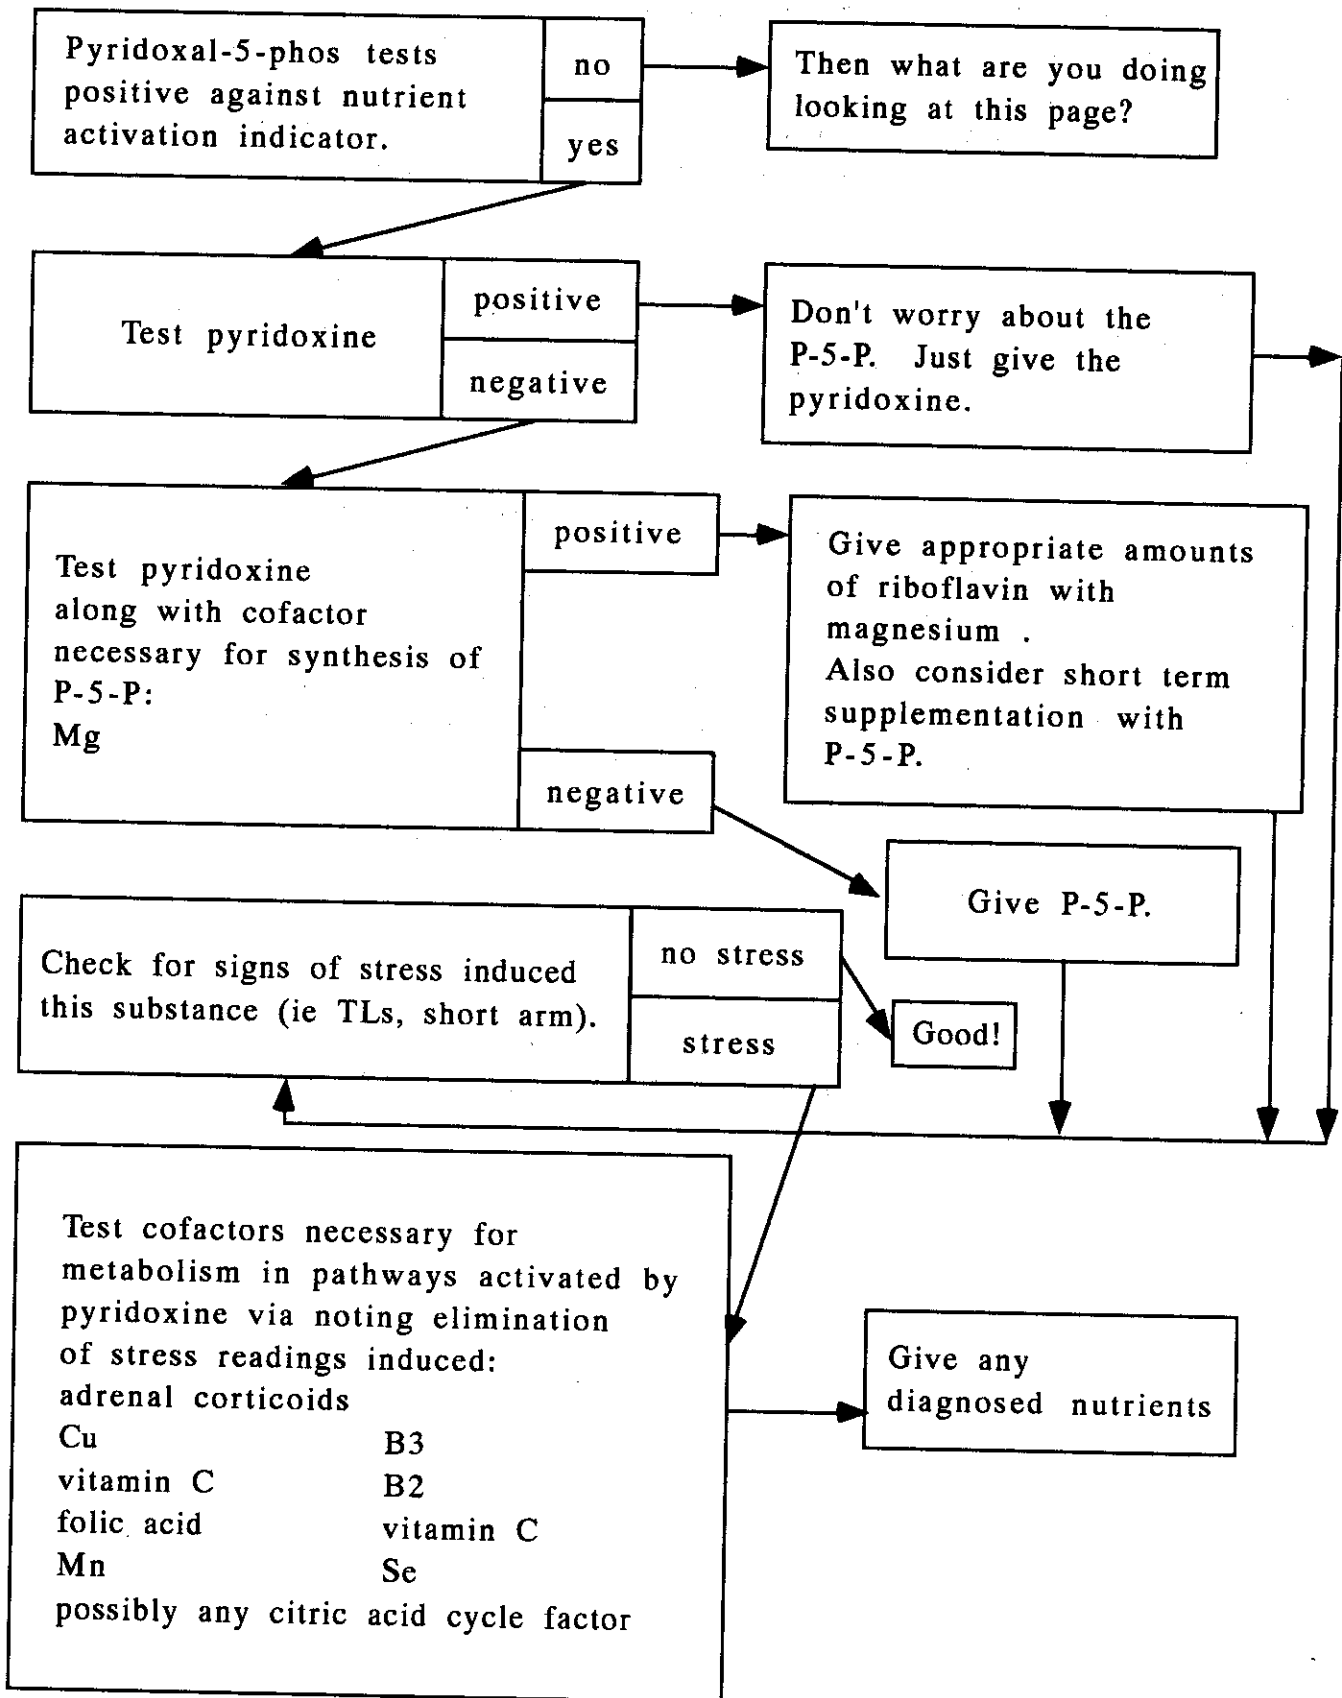 Pyridoxal-5-phos tests
positive against nutrient
activation indicator.
no
yes
Then what are you doing
looking at this page?
Test pyridoxine
positive
negative
Don't worry about the
P-5-P. Just give the
pyridoxine.
Test pyridoxine
along with cofactor
necessary for synthesis of
P-5-P:
Mg
positive
negative
Give appropriate amounts
of riboflavin with
magnesium .
Also consider short term
supplementation with
P-5-P.
Give P-5-P.
Check for signs of stress induced
this substance (ie TLs, short arm).
no stress
stress
Good!
Test cofactors necessary for
metabolism in pathways activated by
pyridoxine via noting elimination
of stress readings induced:
adrenal corticoids
Cu B3
vitamin C B2
folic acid vitamin C
Mn Se
possibly any citric acid cycle factor
Give any
diagnosed nutrients